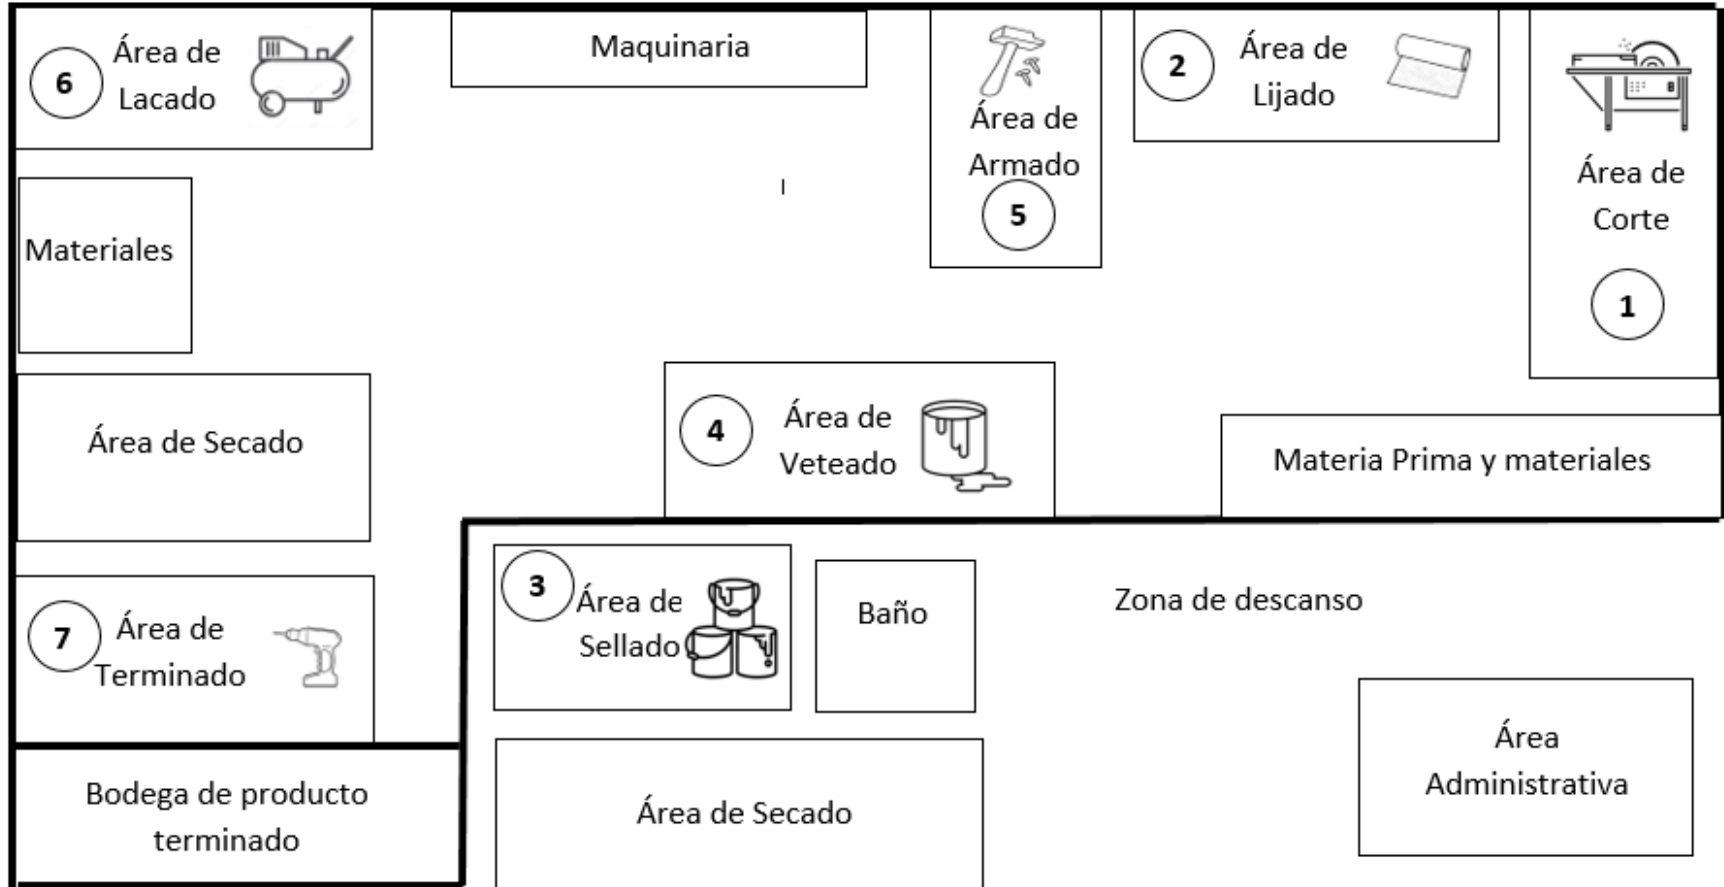 6
Área de
Lacado
Maquinaria
Área de
Armado
5
2
Área de
Lijado
Área de
Corte
1
Materiales
Área de Secado
4
Área de
Veteado
Materia Prima y materiales
7
Área de
Terminado
3
Área de
Sellado
Baño
Zona de descanso
Bodega de producto
terminado
Área de Secado
Área
Administrativa